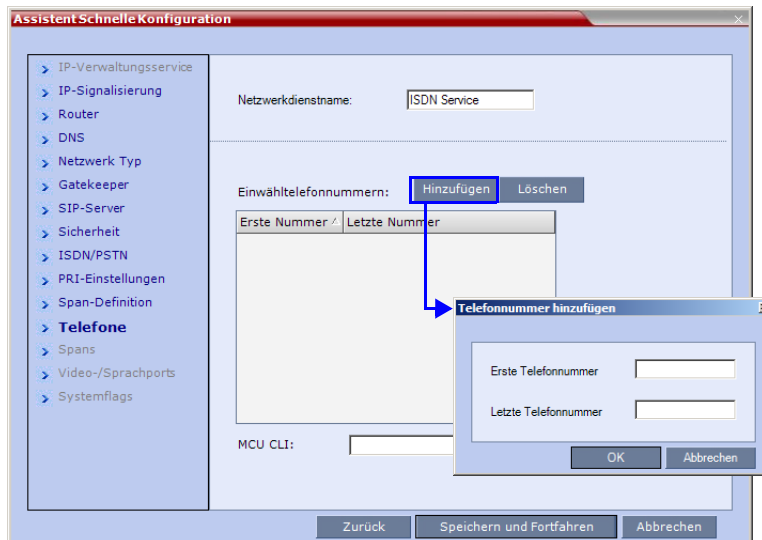 Assistent Schnelle Konfiguration
IP-Verwaltungsservice
IP-Signalisierung
Router
DNS
Netzwerk Typ
Gatekeeper
SIP-Server
Sicherheit
ISDN/PSTN
PRI-Einstellungen
Span-Definition
Telefone
Spans
Video-/Sprachports
Systemflags
Netzwerkdienstname: ISDN Service
Einwähltelefonnummern: Hinzufügen Löschen
Erste Nummer Letzte Nummer
Telefonnummer hinzufügen
Erste Telefonnummer
Letzte Telefonnummer
OK Abbrechen
MCU CLI:
Zurück Speichern und Fortfahren Abbrechen